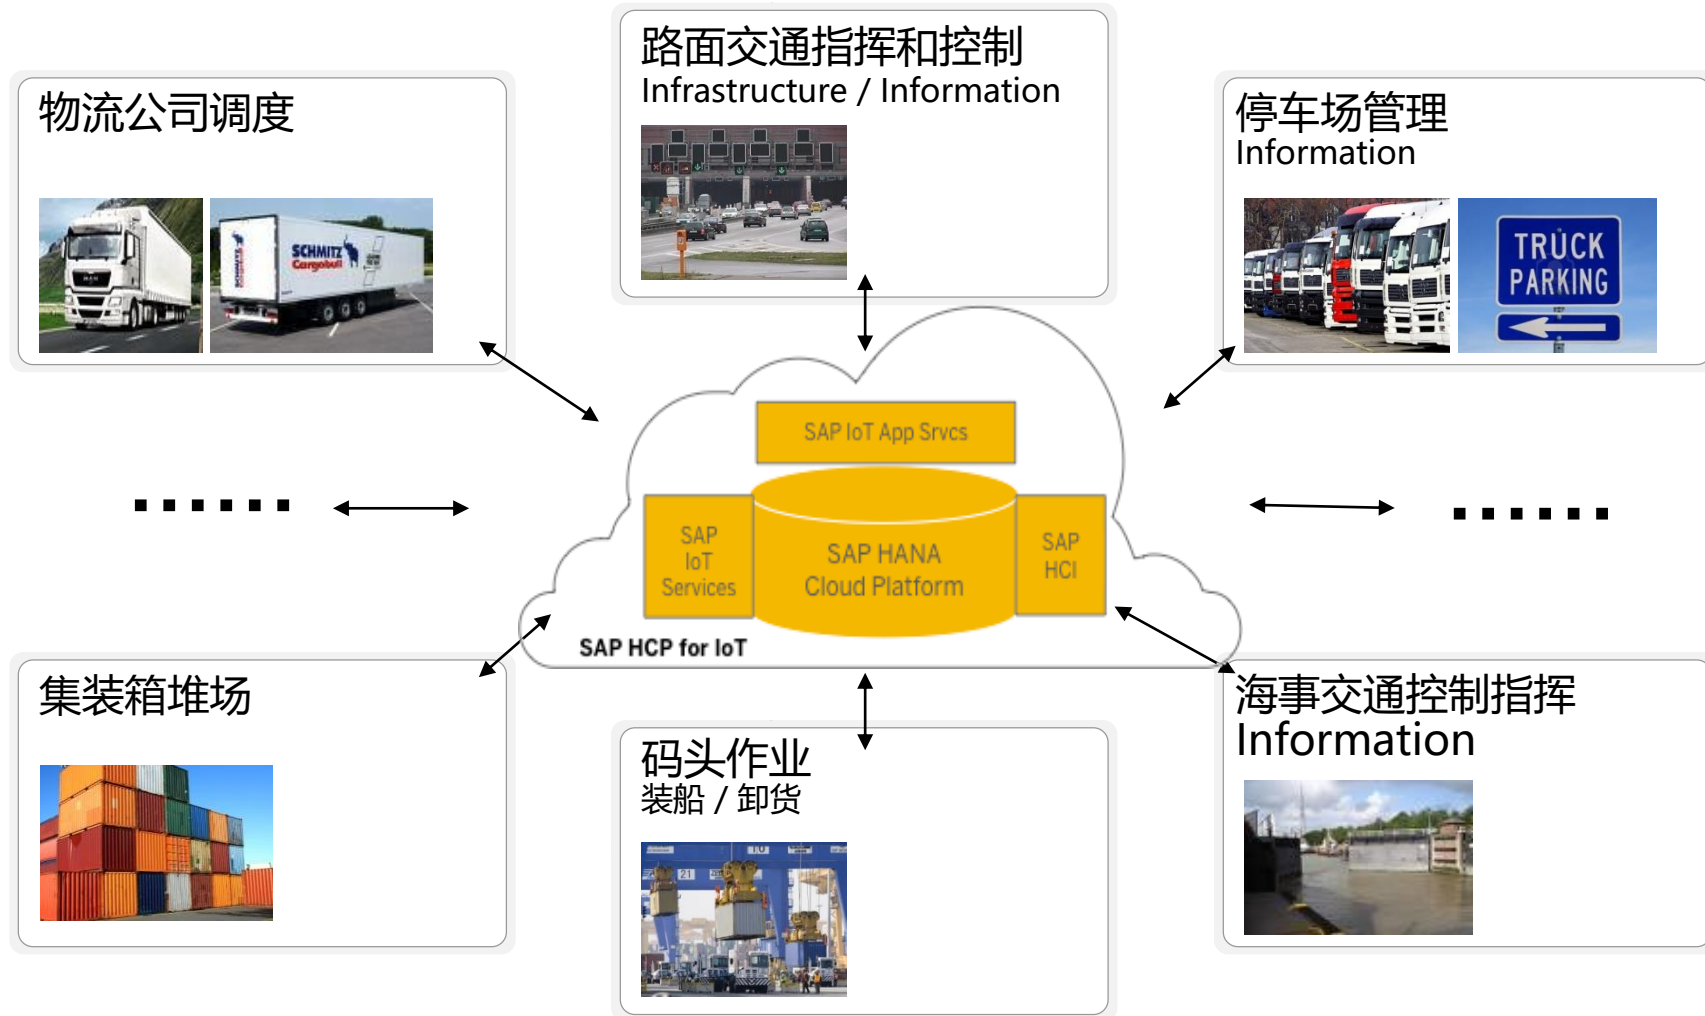 路面交通指挥和控制
Infrastructure / Information
物流公司调度
停车场管理
Information
SCHMITZ
Cargobull
SCHMITZ
TRUCK
PARKING
SAP IoT App Srvcs
......
SAP
IoT
Services
SAP HANA
Cloud Platform
SAP
HCI
......
SAP HCP for IoT
集装箱堆场
码头作业
装船 / 卸货
海事交通控制指挥
Information
10
21